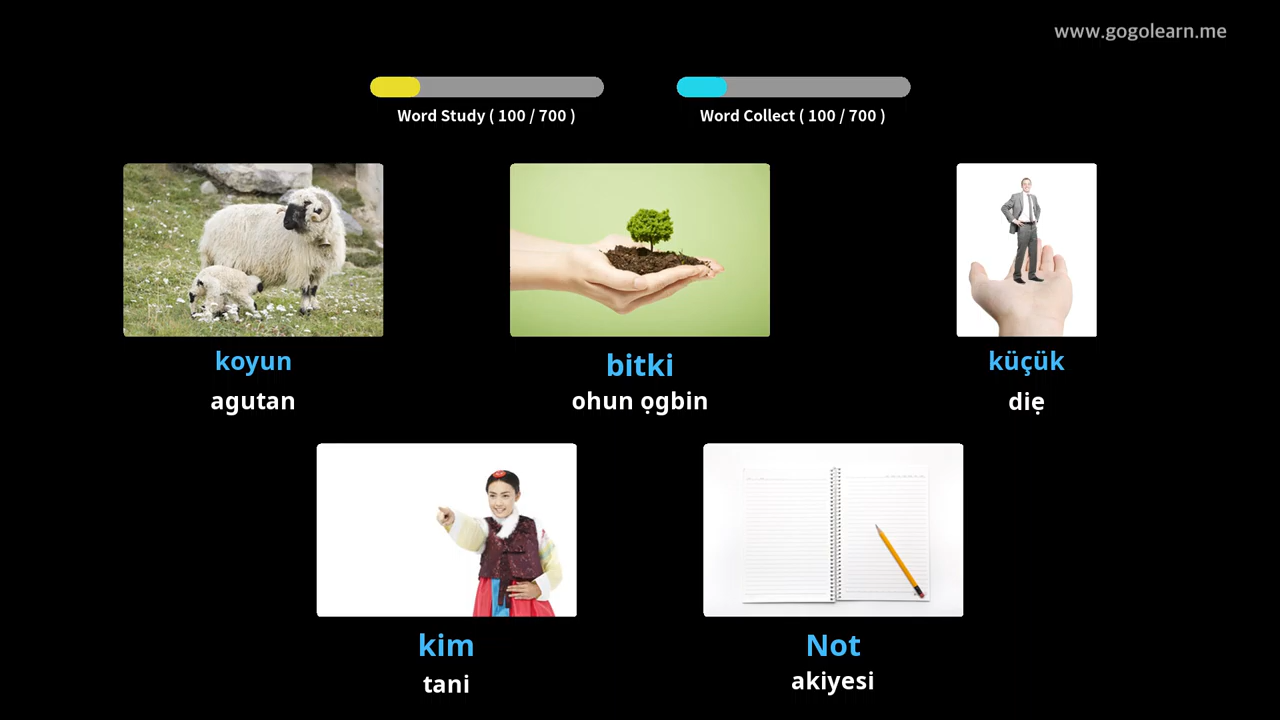 www.gogolearn.me
Word Study ( 100 / 700 )
Word Collect ( 100 / 700 )
koyun
agutan
bitki
ohun ọgbin
küçük
diẹ
kim
tani
Not
akiyesi